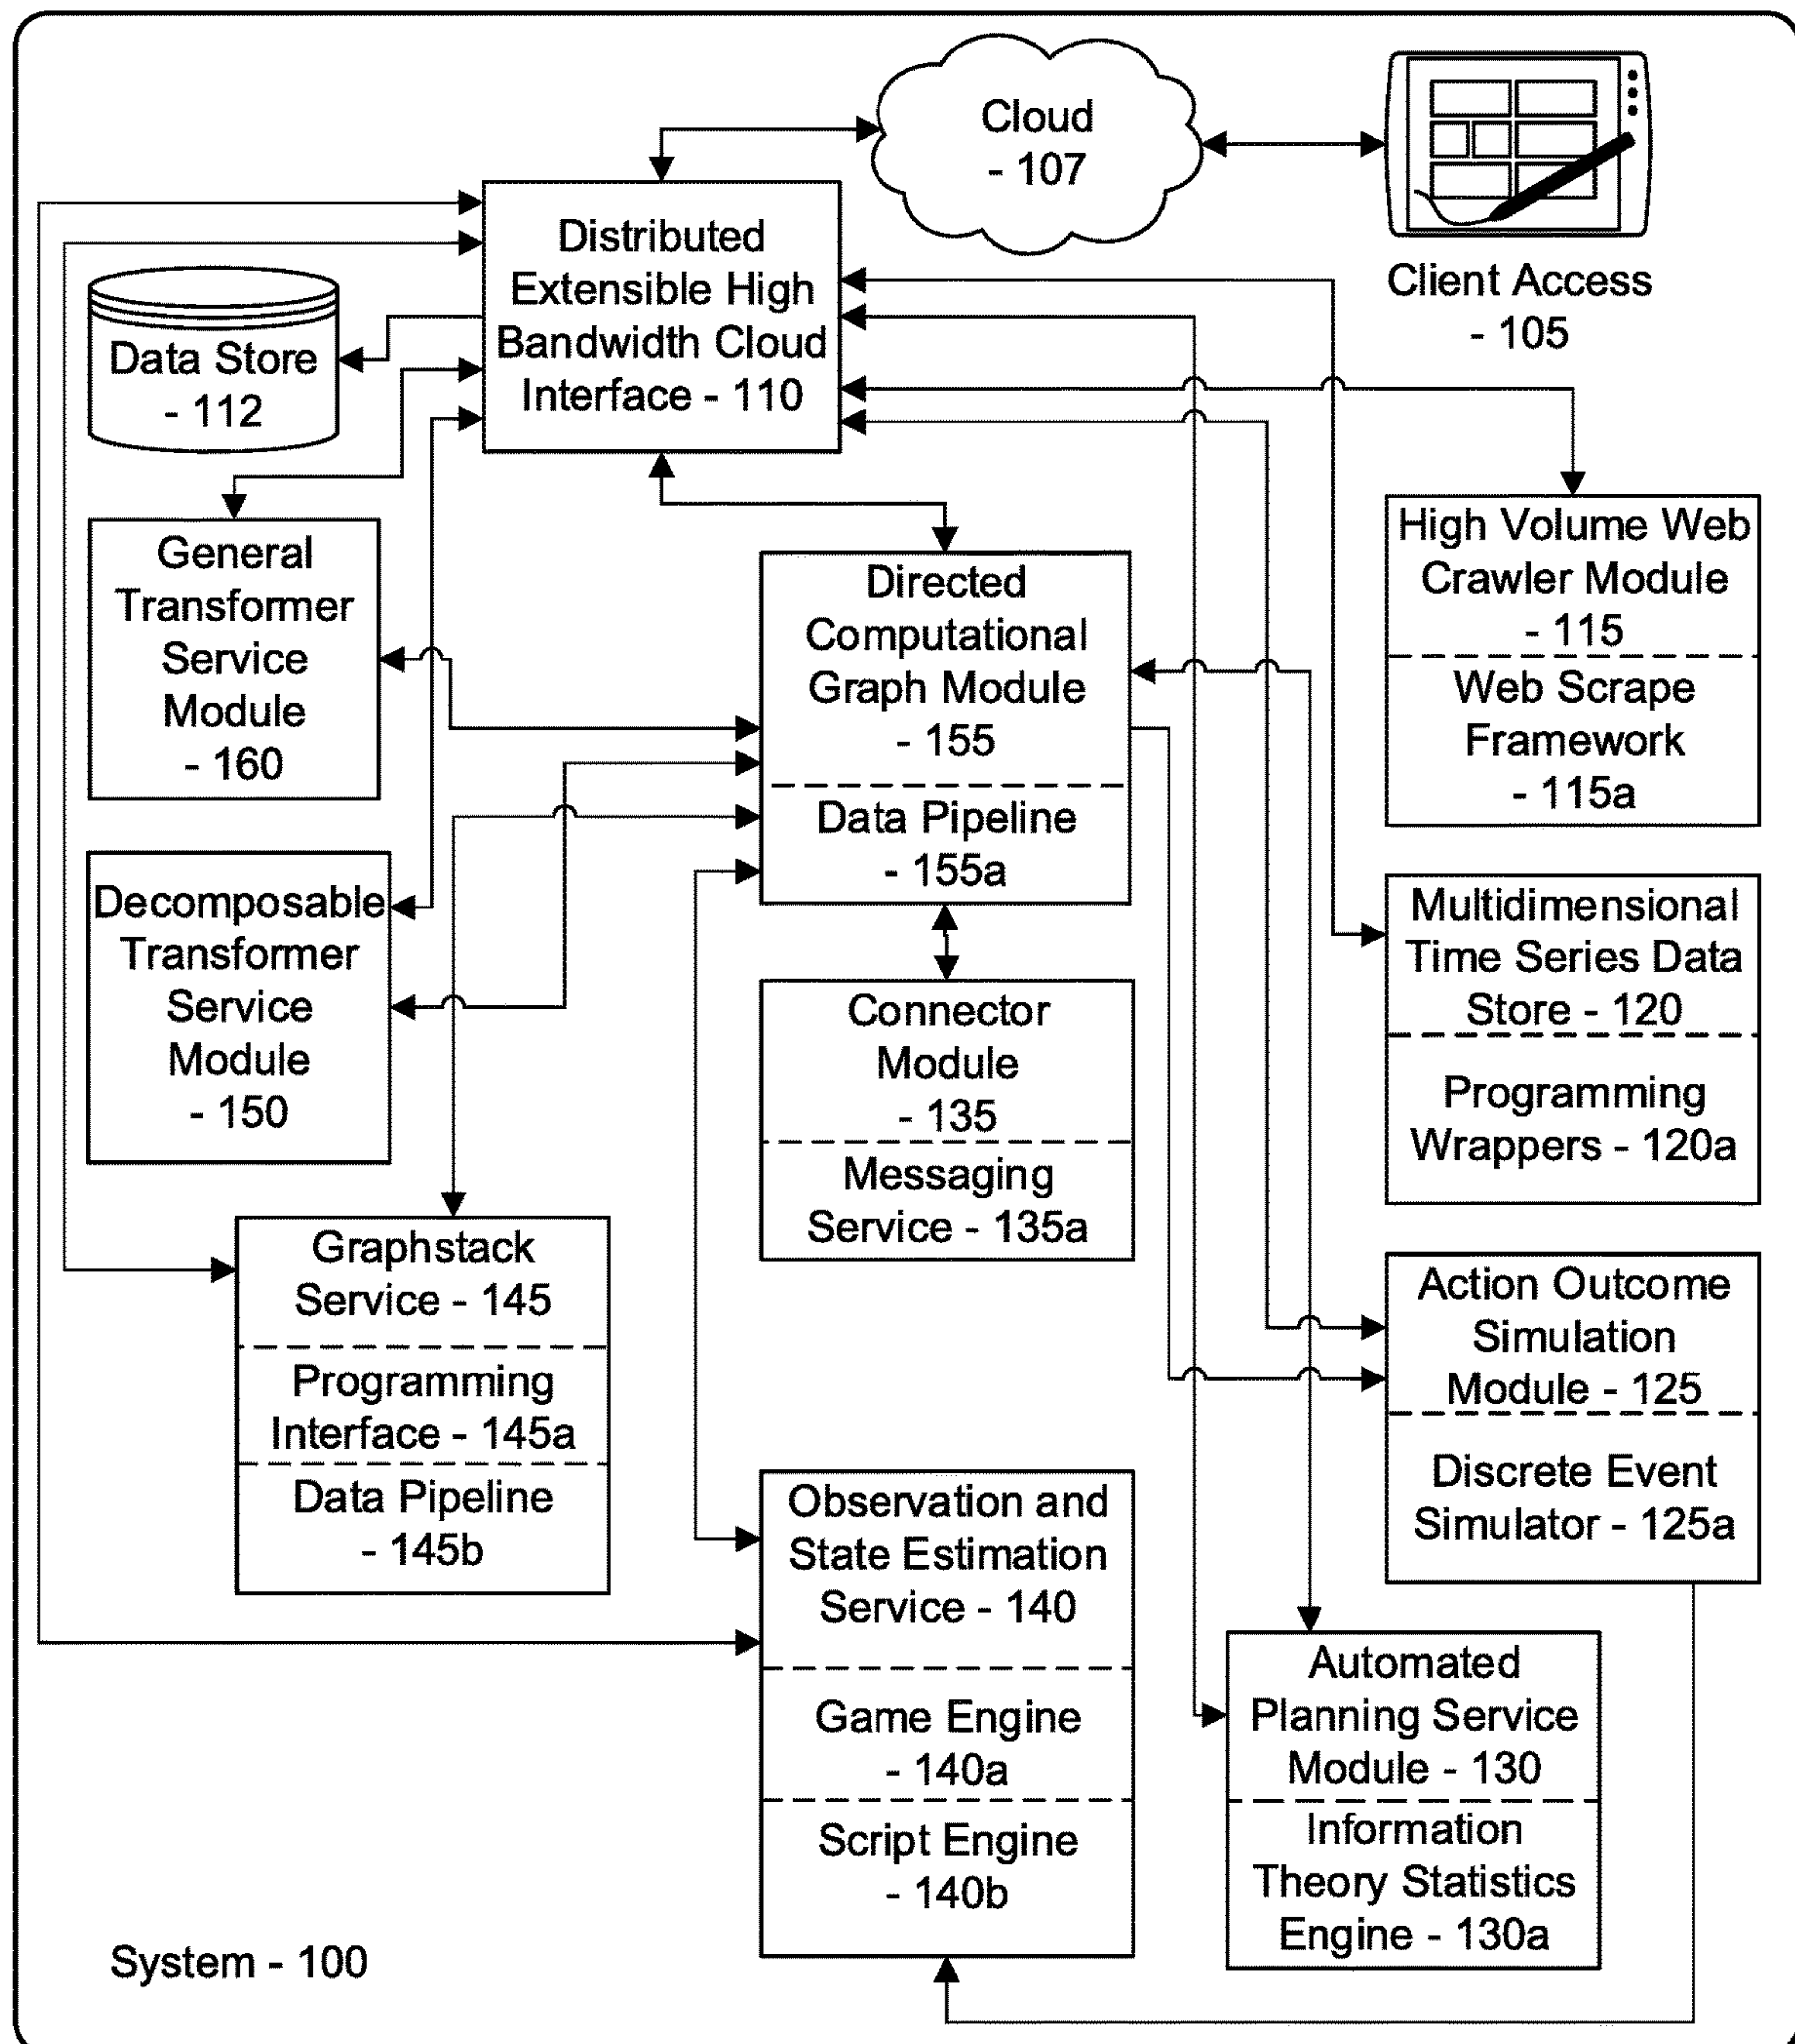 Cloud
- 107
Client Access
- 105
Distributed
Extensible High
Bandwidth Cloud
Interface - 110
Data Store
- 112
General
Transformer
Service
Module
- 160
Directed
Computational
Graph Module
- 155
Data Pipeline
- 155a
High Volume Web
Crawler Module
- 115
Web Scrape
Framework
- 115a
Decomposable
Transformer
Service
Module
- 150
Connector
Module
- 135
Messaging
Service - 135a
Multidimensional
Time Series Data
Store - 120
Programming
Wrappers - 120a
Graphstack
Service - 145
Programming
Interface - 145a
Data Pipeline
- 145b
Action Outcome
Simulation
Module - 125
Discrete Event
Simulator - 125a
Observation and
State Estimation
Service - 140
Game Engine
- 140a
Script Engine
- 140b
Automated
Planning Service
Module - 130
Information
Theory Statistics
Engine - 130a
System - 100